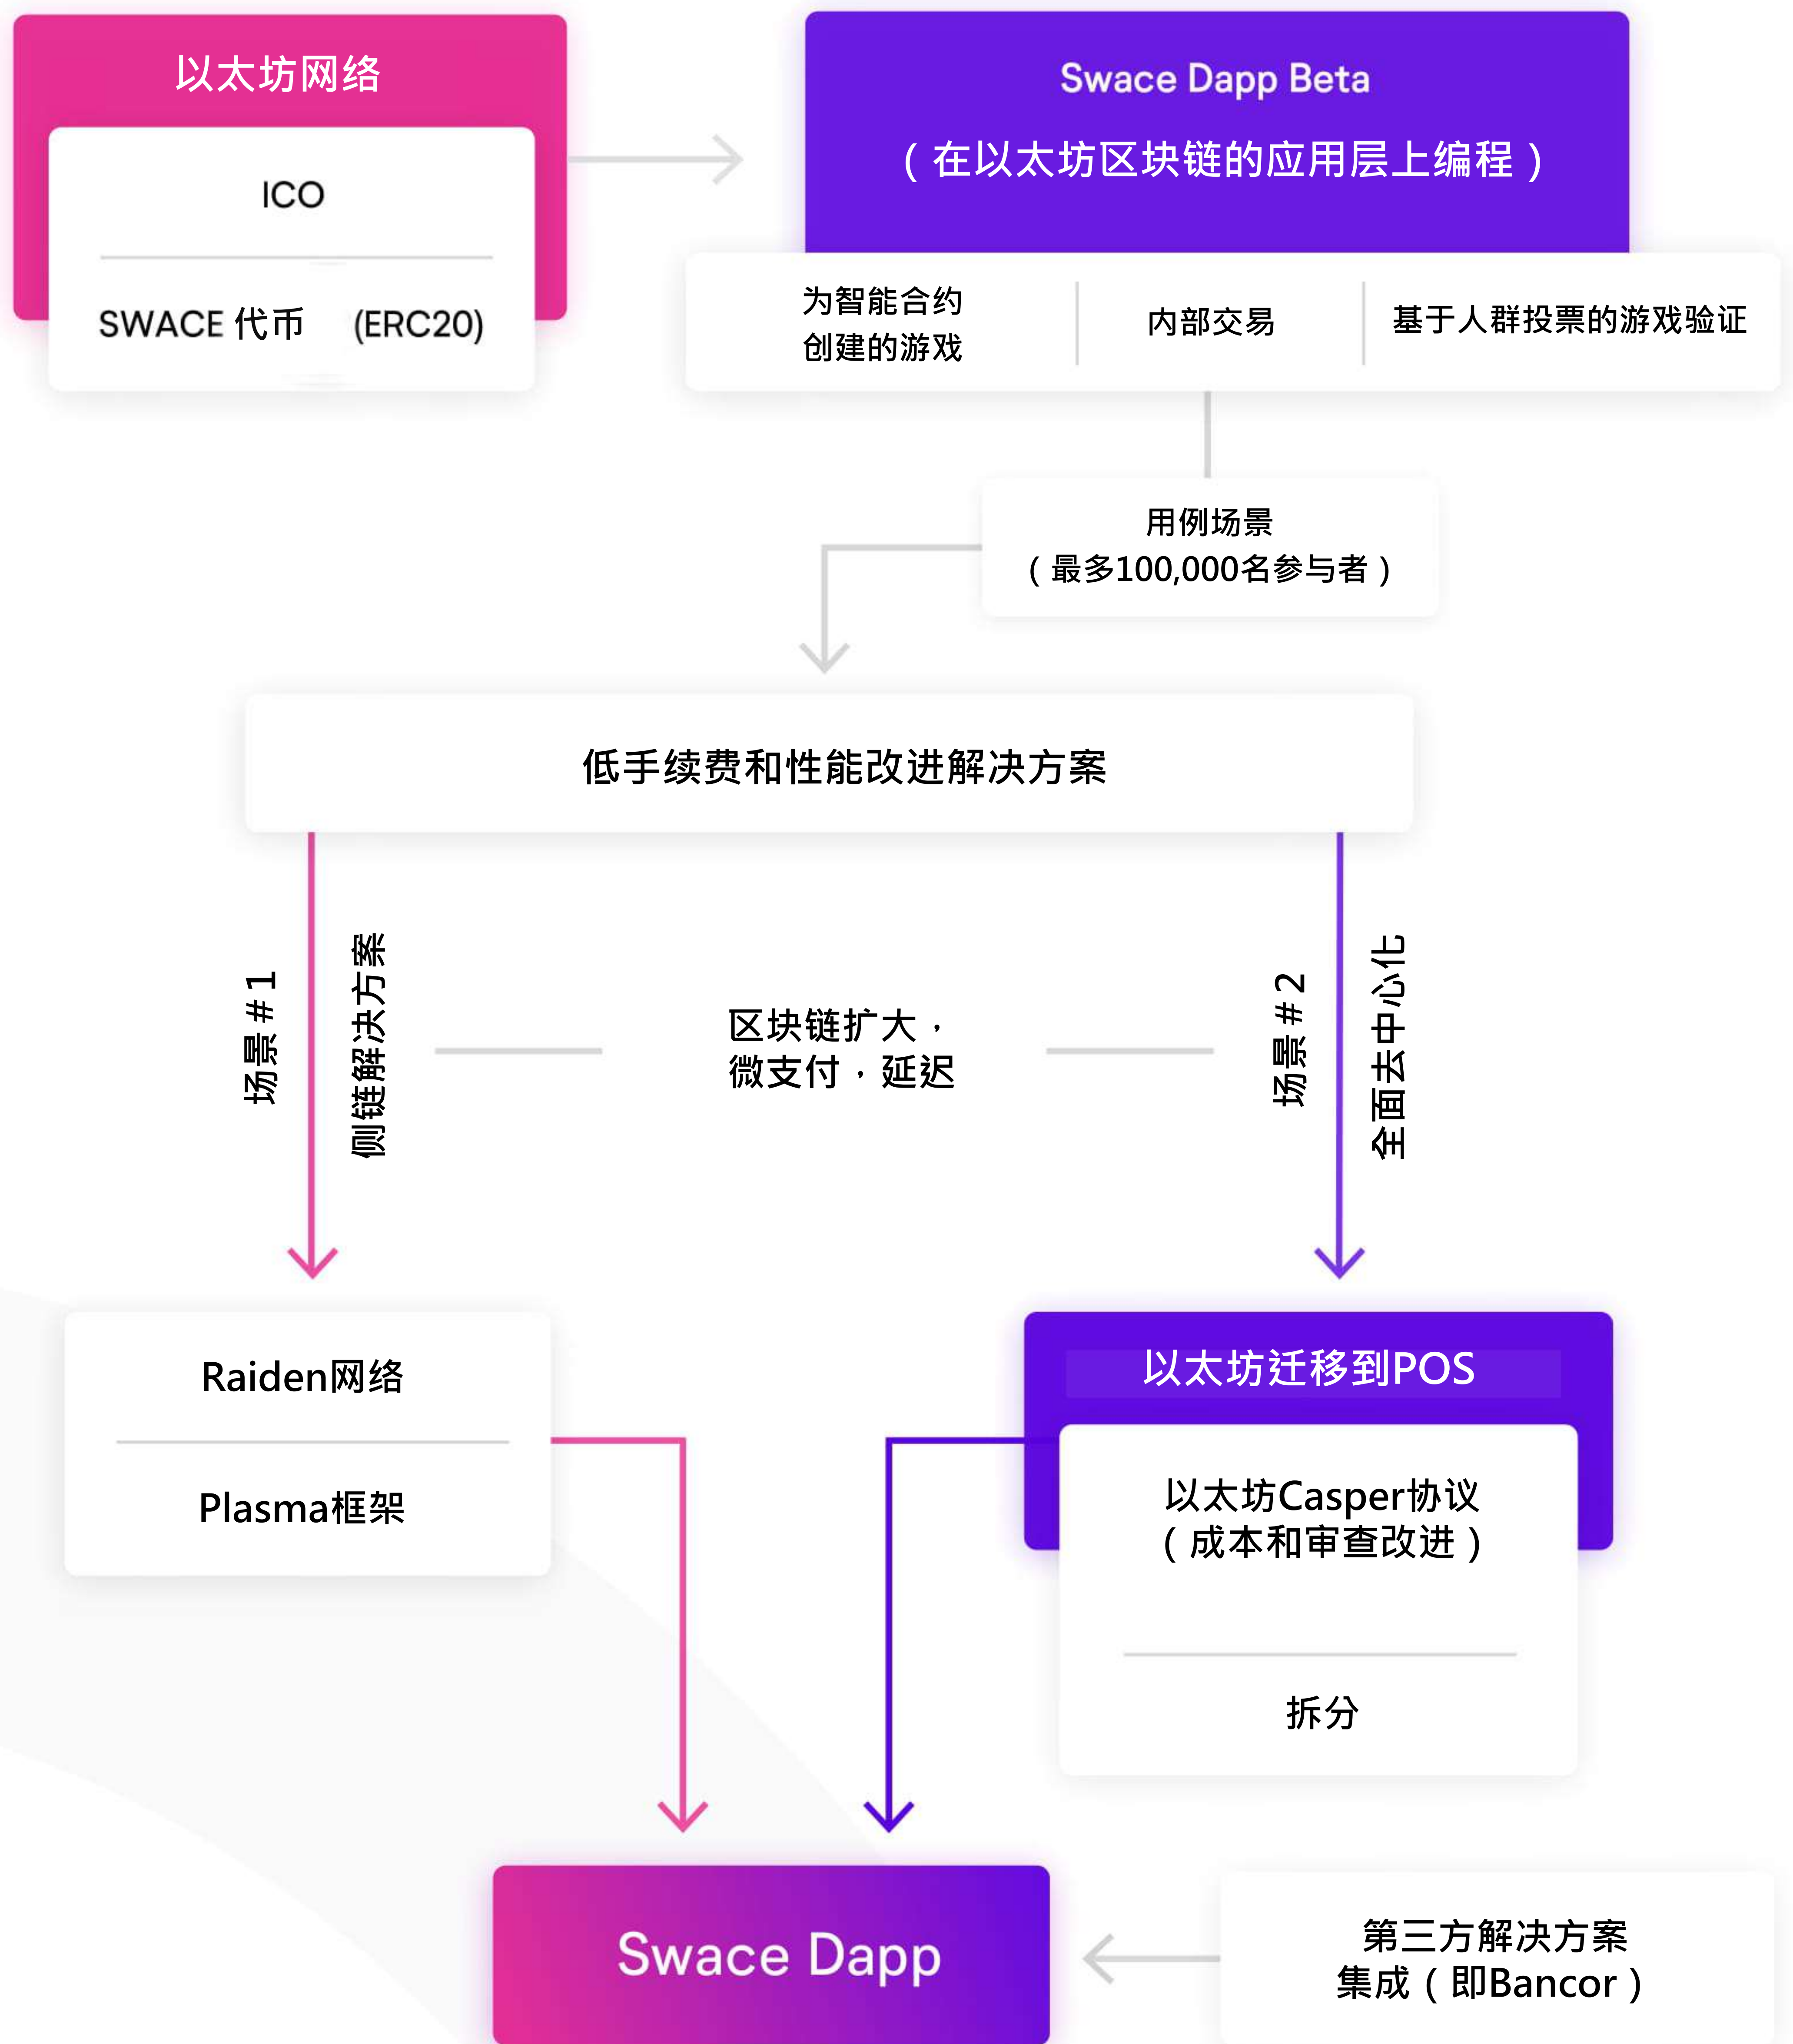 以太坊网络
ICO
SWACE 代币 (ERC20)
Swace Dapp Beta
（在以太坊区块链的应用层上编程）
为智能合约
创建的游戏
内部交易
基于人群投票的游戏验证
用例场景
（最多100,000名参与者）
低手续费和性能改进解决方案
场景#1
侧链解决方案
区块链扩大，
微支付，延迟
场景#2
全面去中心化
Raiden网络
Plasma框架
以太坊迁移到POS
以太坊Casper协议
（成本和审查改进）
拆分
Swace Dapp
第三方解决方案
集成（即Bancor）